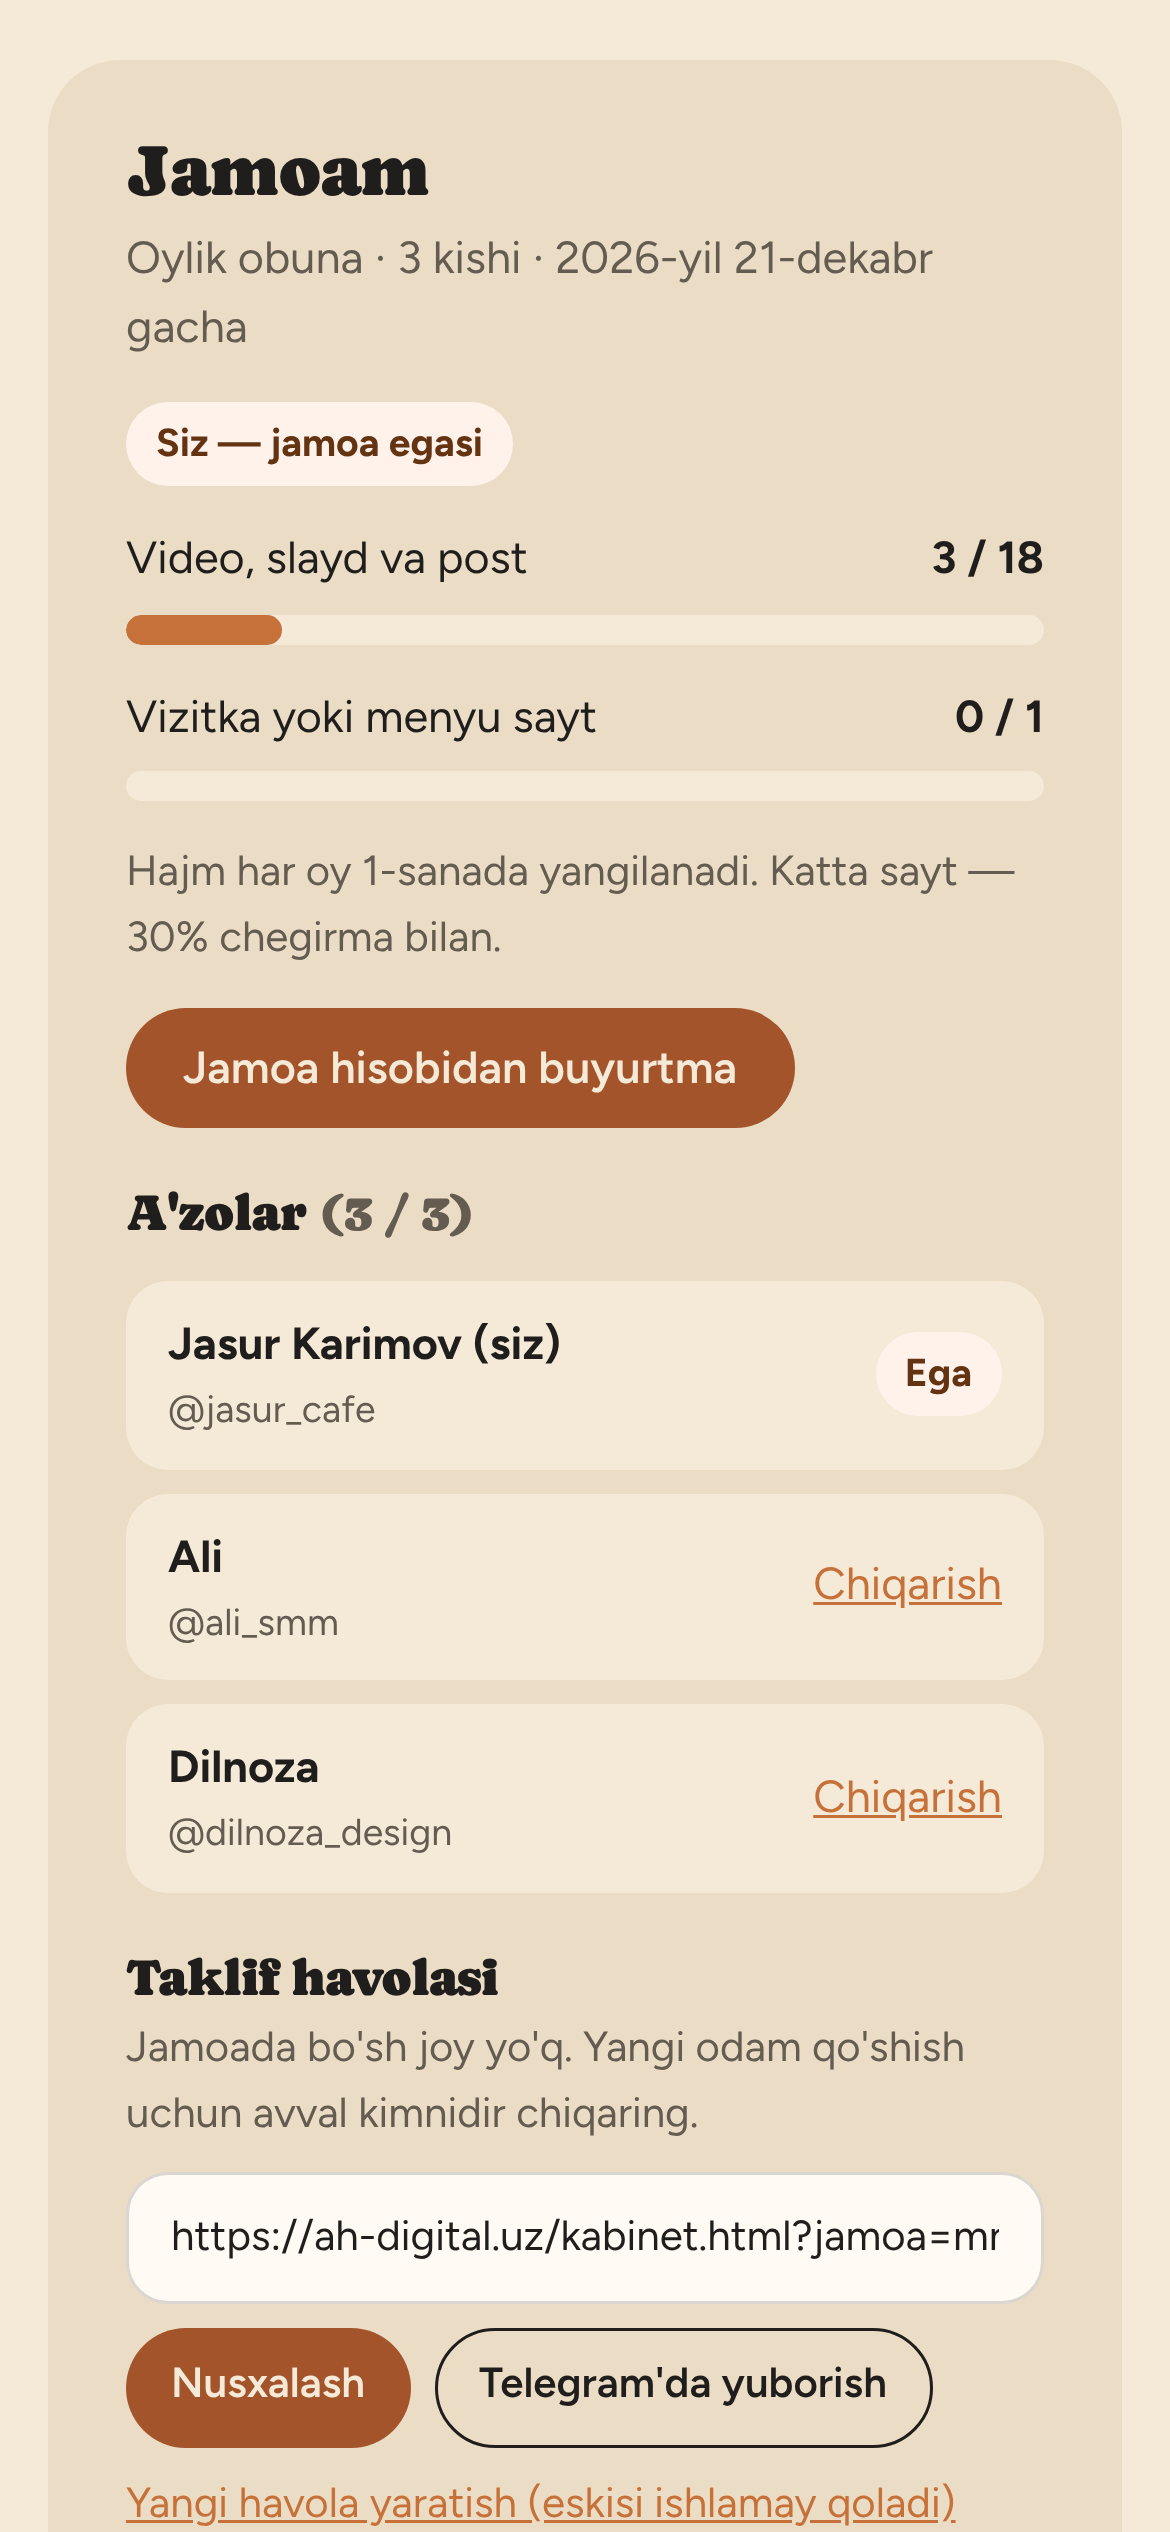 Jamoam
Oylik obuna · 3 kishi · 2026-yil 21-dekabr
gacha
Siz — jamoa egasi
Video, slayd va post 3 / 18
Vizitka yoki menyu sayt 0 / 1
Hajm har oy 1-sanada yangilanadi. Katta sayt —
30% chegirma bilan.
Jamoa hisobidan buyurtma
A'zolar (3 / 3)
Jasur Karimov (siz)
@jasur_cafe
Ega
Ali
@ali_smm
Chiqarish
Dilnoza
@dilnoza_design
Chiqarish
Taklif havolasi
Jamoada bo'sh joy yo'q. Yangi odam qo'shish
uchun avval kimnidir chiqaring.
https://ah-digital.uz/kabinet.html?jamoa=m
Nusxalash
Telegram'da yuborish
Yangi havola yaratish (eskisi ishlamay qoladi)